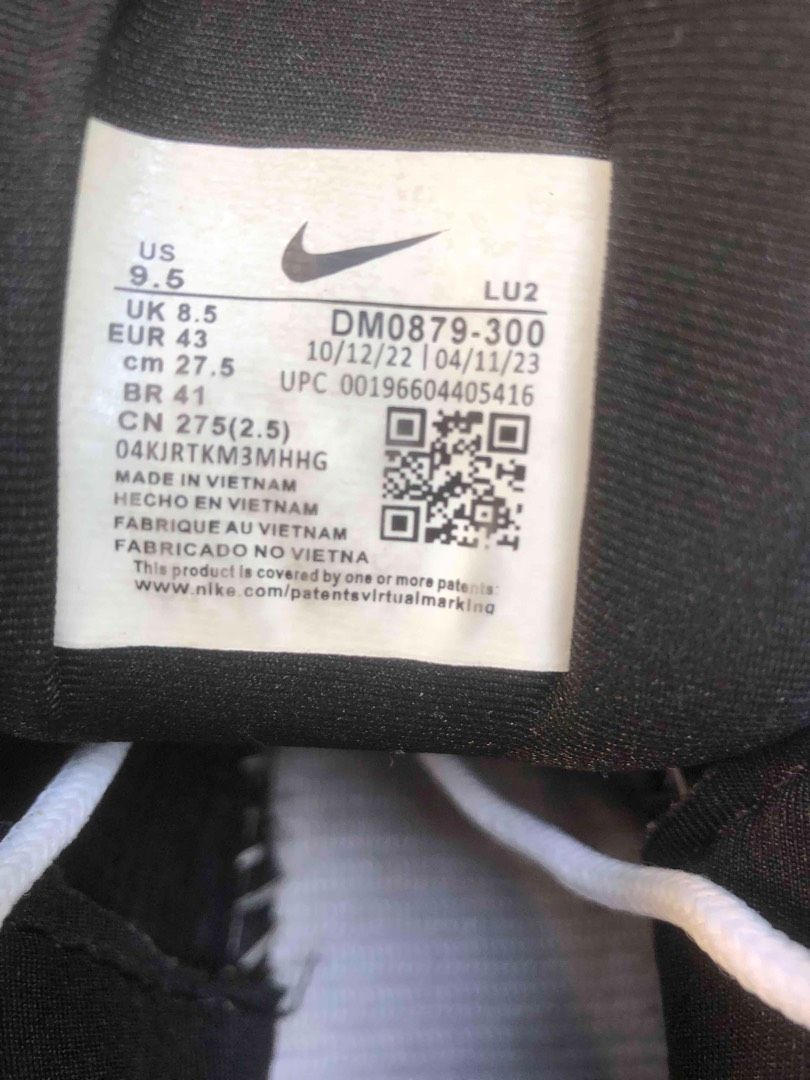 US
9.5
LU2
UK 8.5
DM0879-300
EUR 43
10/12/22 | 04/11/23
cm 27.5
UPC 00196604405416
BR 41
CN 275(2.5)
04KJRTKM3MHHG
MADE IN VIETNAM
HECHO EN VIETNAM
FABRIQUE AU VIETNAM
FABRICADO NO VIETNA
This product is covered by one or more patents:
www.nike.com/patentsvirtualmarking